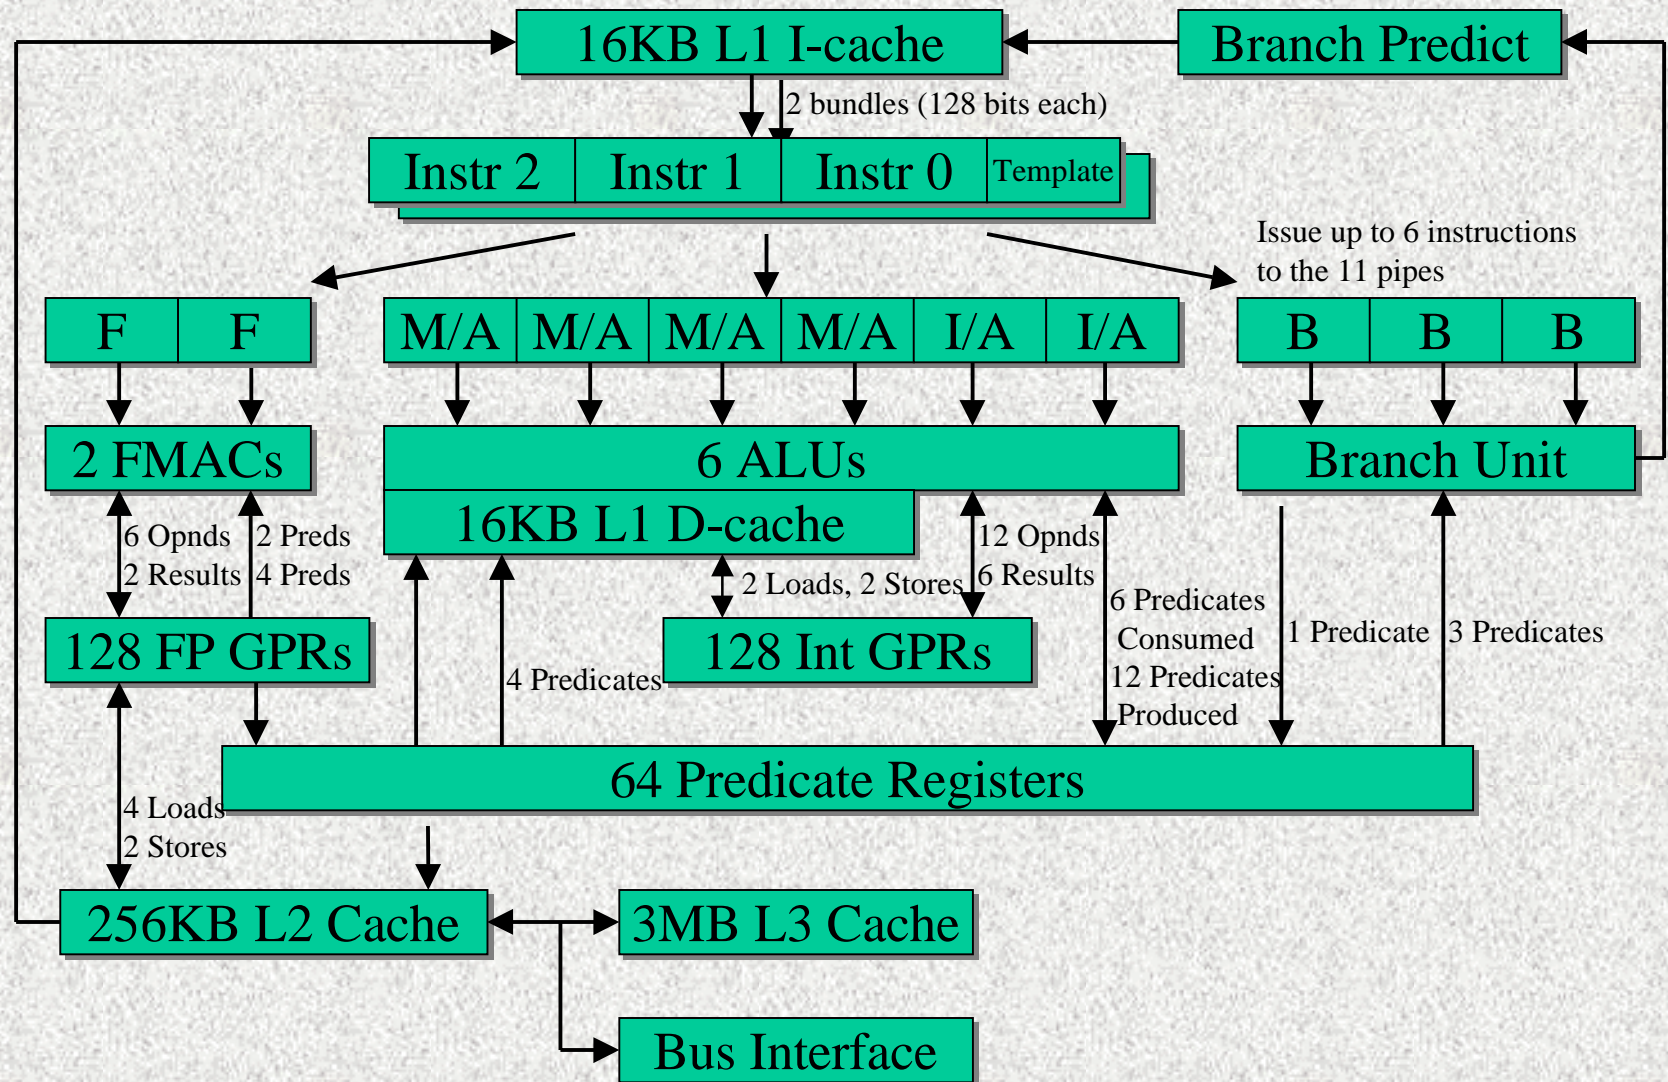 16KB L1 I-cache
Branch Predict
2 bundles (128 bits each)
Instr 2
Instr 1
Instr 0
Template
Issue up to 6 instructions
to the 11 pipes
F
F
M/A
M/A
M/A
M/A
I/A
I/A
B
B
B
2 FMACs
6 ALUs
Branch Unit
16KB L1 D-cache
6 Opnds
2 Results
2 Preds
4 Preds
2 Loads, 2 Stores
12 Opnds
6 Results
6 Predicates
Consumed
12 Predicates
Produced
1 Predicate
3 Predicates
128 FP GPRs
4 Predicates
128 Int GPRs
64 Predicate Registers
4 Loads
2 Stores
256KB L2 Cache
3MB L3 Cache
Bus Interface